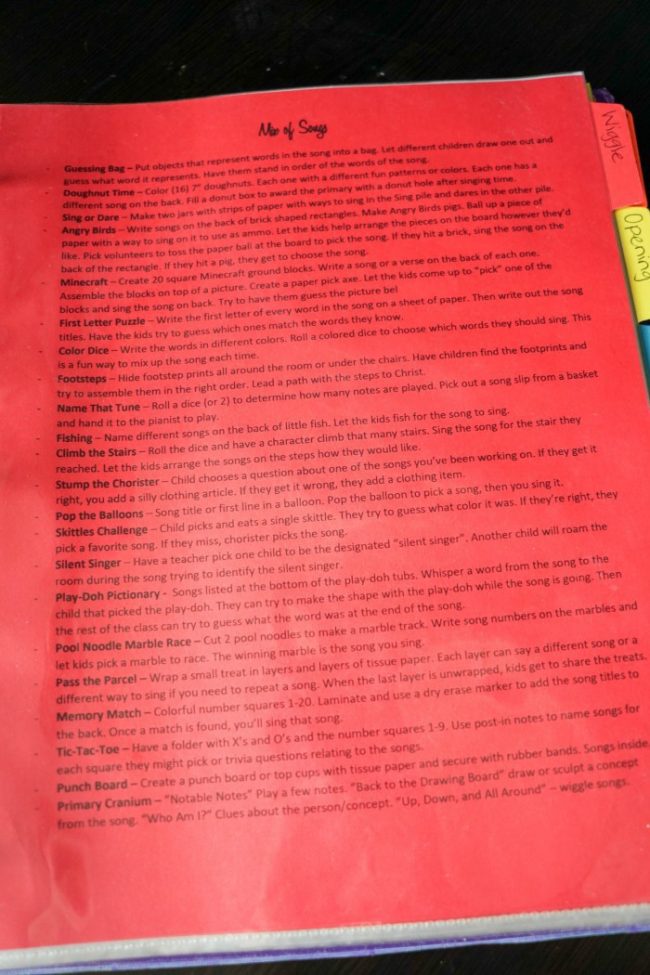 Mix of Songs
- Guessing Bag – Put objects that represent words in the song into a bag. Let different children draw one out and
guess what word it represents. Have them stand in order of the words of the song.
- Doughnut Time – Color (16) 7" doughnuts. Each one with a different fun patterns or colors. Each one has a
different song on the back. Fill a donut box to award the primary with a donut hole after singing time.
- Sing or Dare – Make two jars with strips of paper with ways to sing in the Sing pile and dares in the other pile.
- Angry Birds – Write songs on the back of brick shaped rectangles. Make Angry Birds pigs. Ball up a piece of
paper with a way to sing on it to use as ammo. Let the kids help arrange the pieces on the board however they'd
like. Pick volunteers to toss the paper ball at the board to pick the song. If they hit a brick, sing the song on the
back of the rectangle. If they hit a pig, they get to choose the song.
- Minecraft – Create 20 square Minecraft ground blocks. Write a song or a verse on the back of each one.
Assemble the blocks on top of a picture. Create a paper pick axe. Let the kids come up to "pick" one of the
blocks and sing the song on back. Try to have them guess the picture bel
- First Letter Puzzle – Write the first letter of every word in the song on a sheet of paper. Then write out the song
titles. Have the kids try to guess which ones match the words they know.
- Color Dice – Write the words in different colors. Roll a colored dice to choose which words they should sing. This
is a fun way to mix up the song each time.
- Footsteps – Hide footstep prints all around the room or under the chairs. Have children find the footprints and
try to assemble them in the right order. Lead a path with the steps to Christ.
- Name That Tune – Roll a dice (or 2) to determine how many notes are played. Pick out a song slip from a basket
and hand it to the pianist to play.
- Fishing – Name different songs on the back of little fish. Let the kids fish for the song to sing.
- Climb the Stairs – Roll the dice and have a character climb that many stairs. Sing the song for the stair they
reached. Let the kids arrange the songs on the steps how they would like.
- Stump the Chorister – Child chooses a question about one of the songs you've been working on. If they get it
right, you add a silly clothing article. If they get it wrong, they add a clothing item.
- Pop the Balloons – Song title or first line in a balloon. Pop the balloon to pick a song, then you sing it.
- Skittles Challenge – Child picks and eats a single skittle. They try to guess what color it was. If they're right, they
pick a favorite song. If they miss, chorister picks the song.
- Silent Singer – Have a teacher pick one child to be the designated "silent singer". Another child will roam the
room during the song trying to identify the silent singer.
- Play-Doh Pictionary - Songs listed at the bottom of the play-doh tubs. Whisper a word from the song to the
child that picked the play-doh. They can try to make the shape with the play-doh while the song is going. Then
the rest of the class can try to guess what the word was at the end of the song.
- Pool Noodle Marble Race – Cut 2 pool noodles to make a marble track. Write song numbers on the marbles and
let kids pick a marble to race. The winning marble is the song you sing.
- Pass the Parcel – Wrap a small treat in layers and layers of tissue paper. Each layer can say a different song or a
different way to sing if you need to repeat a song. When the last layer is unwrapped, kids get to share the treats.
- Memory Match – Colorful number squares 1-20. Laminate and use a dry erase marker to add the song titles to
the back. Once a match is found, you'll sing that song.
- Tic-Tac-Toe – Have a folder with X's and O's and the number squares 1-9. Use post-in notes to name songs for
each square they might pick or trivia questions relating to the songs.
- Punch Board – Create a punch board or top cups with tissue paper and secure with rubber bands. Songs inside.
- Primary Cranium – "Notable Notes" Play a few notes. "Back to the Drawing Board" draw or sculpt a concept
from the song. "Who Am I?" Clues about the person/concept. "Up, Down, and All Around" – wiggle songs.
Wiggle
Opening